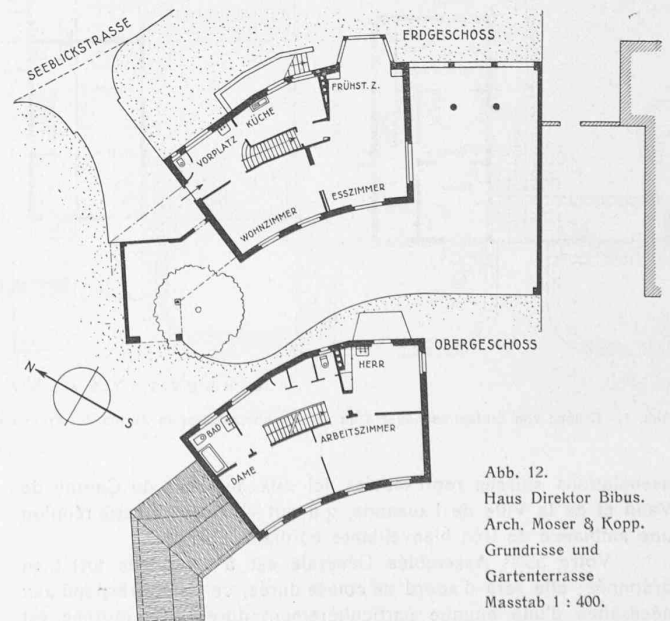 SEEBLICKSTRASSE
ERDGESCHOSS
FRÜHST. Z.
KÜCHE
VORPLATZ
ESSZIMMER
WOHNZIMMER
OBERGESCHOSS
HERR
N
S
BAD
ARBEITSZIMMER
DAME
Abb. 12.
Haus Direktor Bibus.
Arch. Moser & Kopp.
Grundrisse und
Gartenterrasse
Masstab 1 : 400.